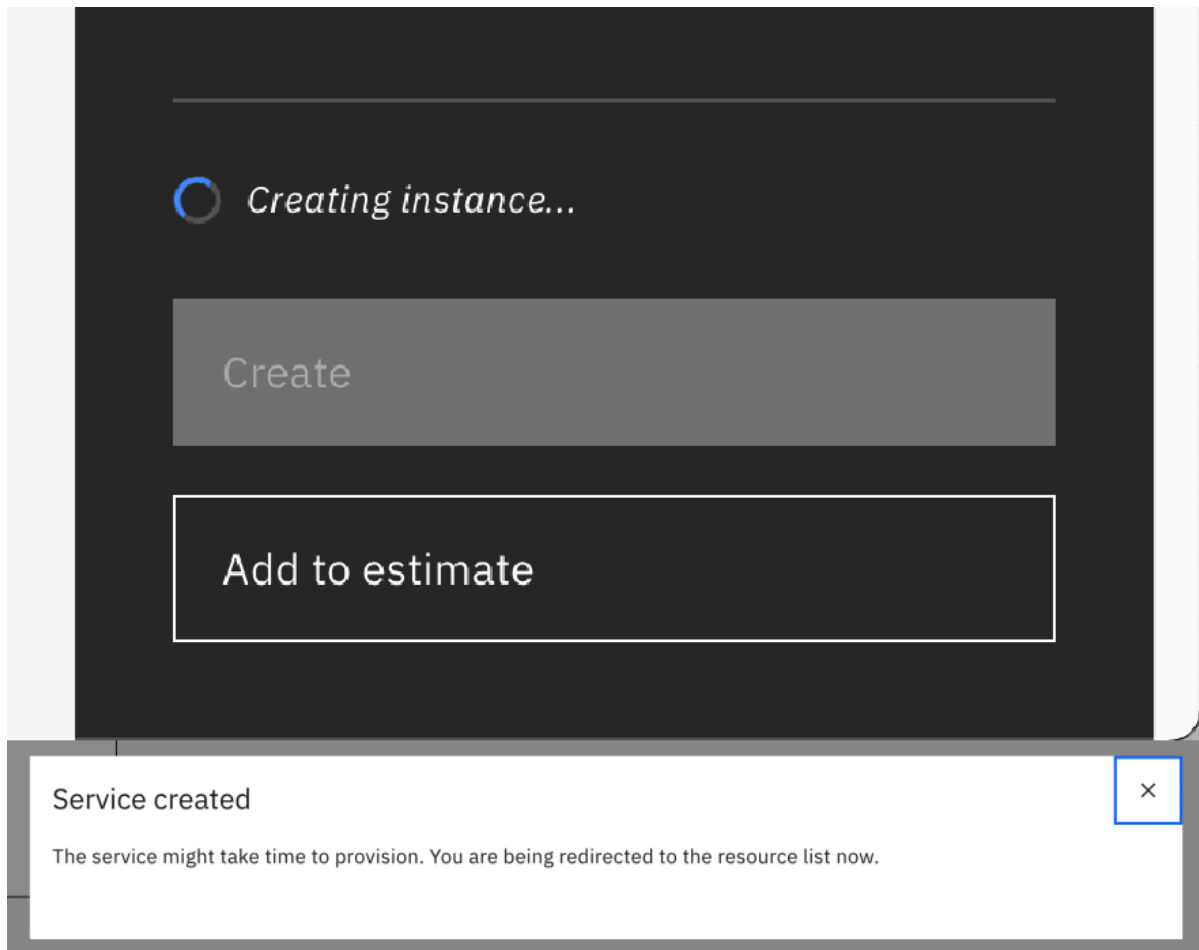 Creating instance...
Create
Add to estimate
Service created
The service might take time to provision. You are being redirected to the resource list now.